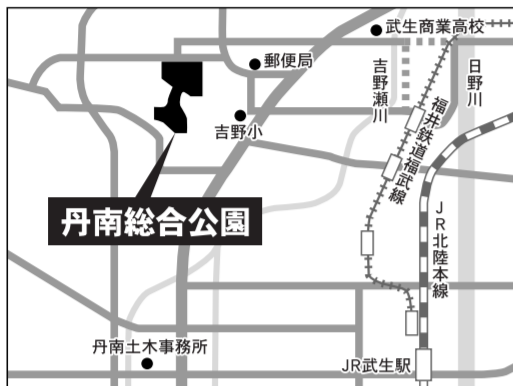 武生商業高校
郵便局
吉野瀬川
日野川
吉野小
福井鉄道福武線
丹南総合公園
JR北陸本線
丹南土木事務所
JR武生駅